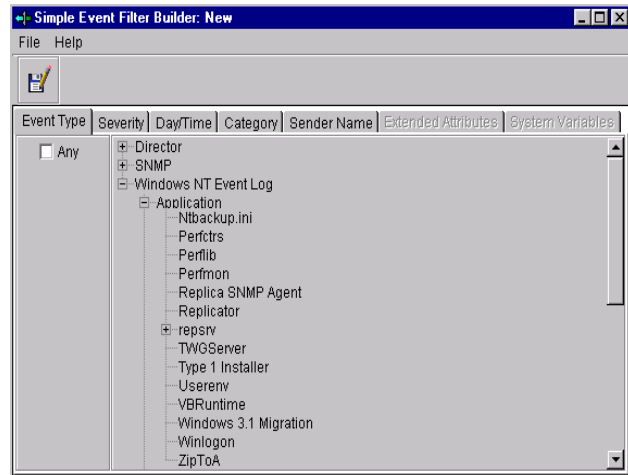 Simple Event Filter Builder: New
File Help
Event Type Severity Day/Time Category Sender Name Extended Attributes System Variables
Any
Director
SNMP
Windows NT Event Log
Application
Ntbackup.ini
Perfctrs
Perflib
Perfmon
Replica SNMP Agent
Replicator
repsrv
TWGServer
Type 1 Installer
Userenv
VBRuntime
Windows 3.1 Migration
Winlogon
ZipToA